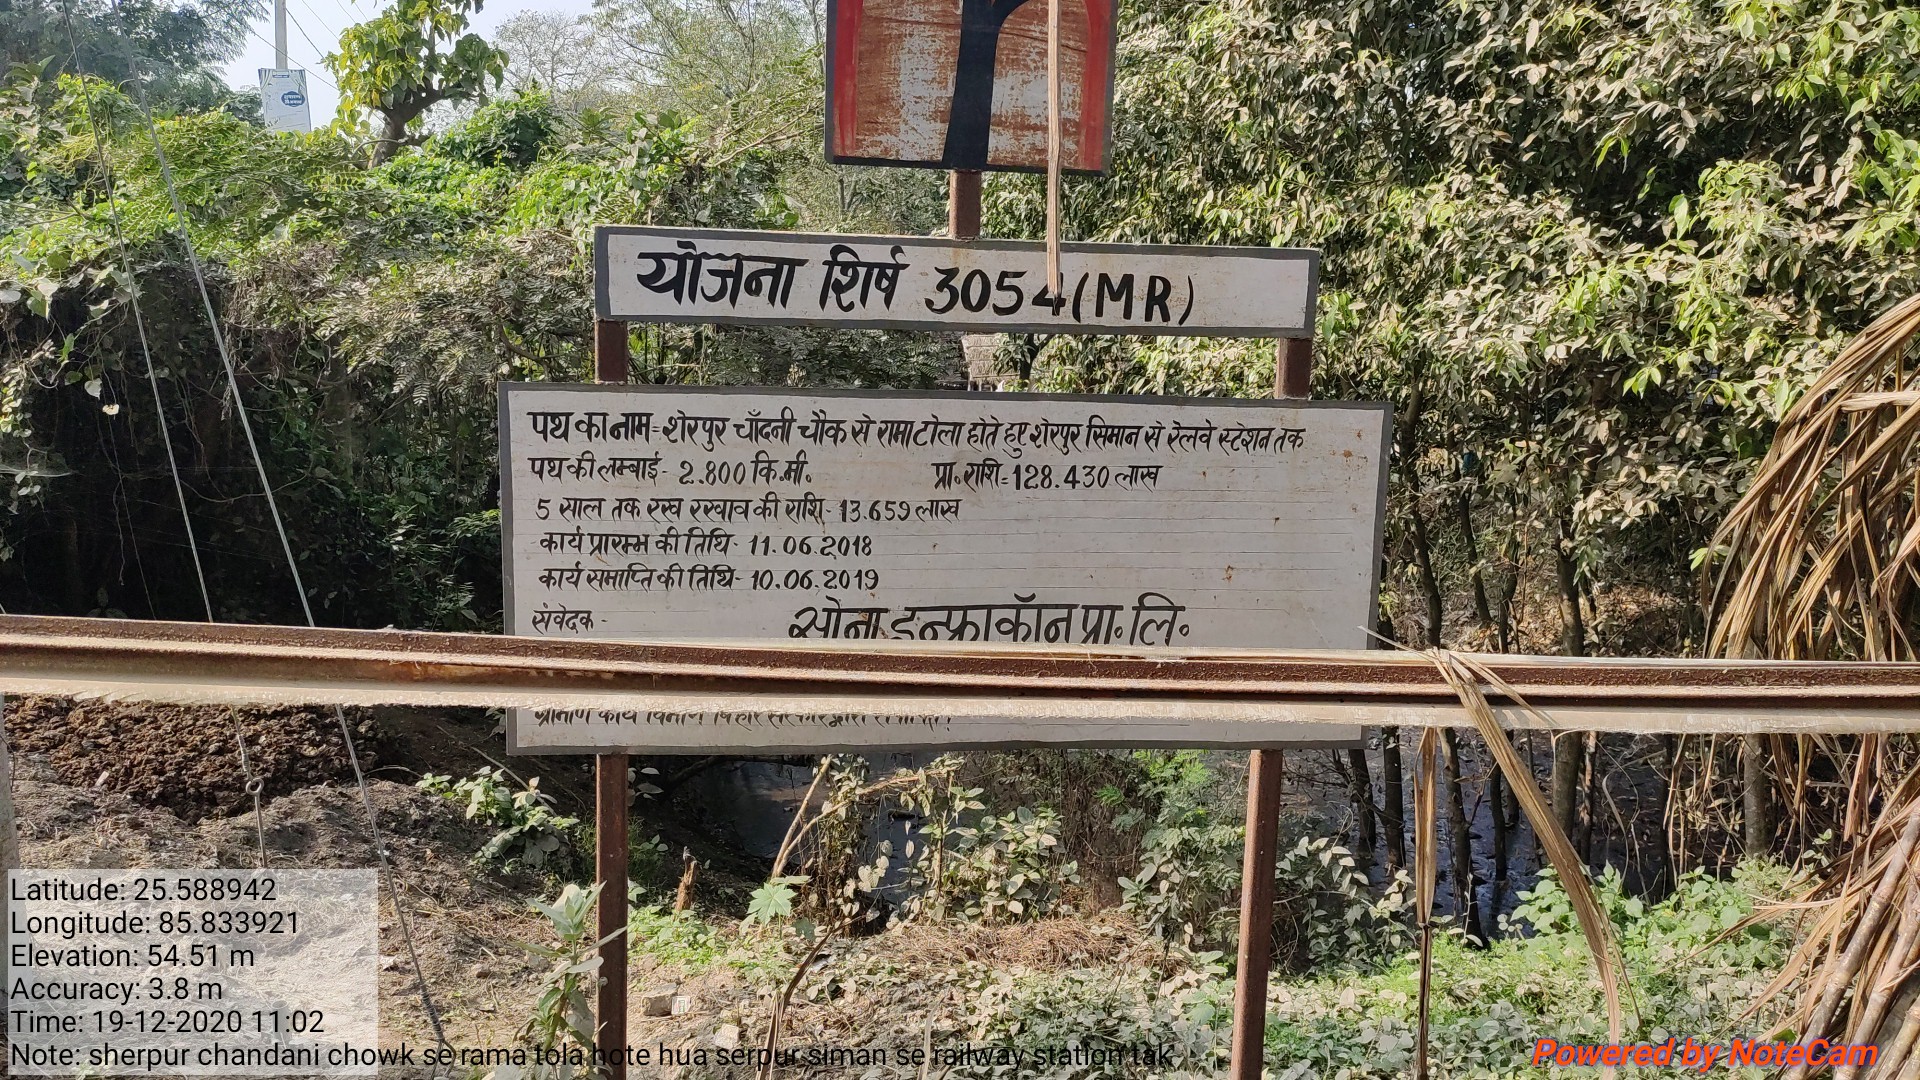 योजना शिर्ष 3054(MR)
पथ का नाम=शेरपुर चाँदनी चौक से रामा टोला होते हुए शेरपुर सिमान से रेलवे स्टेशन तक
पथ की लम्बाई- 2.800 कि.मी. प्रा. राशि=128.430 लाख
5 साल तक रख रखाव की राशि- 13.659 लाख
कार्य प्रारम्भ की तिथि- 11.06.2018
कार्य समाप्ति की तिथि- 10.06.2019
संवेदक -
सोना इन्फ्राकॉन प्रा. लि.
Latitude: 25.588942
Longitude: 85.833921
Elevation: 54.51 m
Accuracy: 3.8 m
Time: 19-12-2020 11:02
Note: sherpur chandani chowk se rama tola hote hua serpur siman se railway station tak
Powered by NoteCam